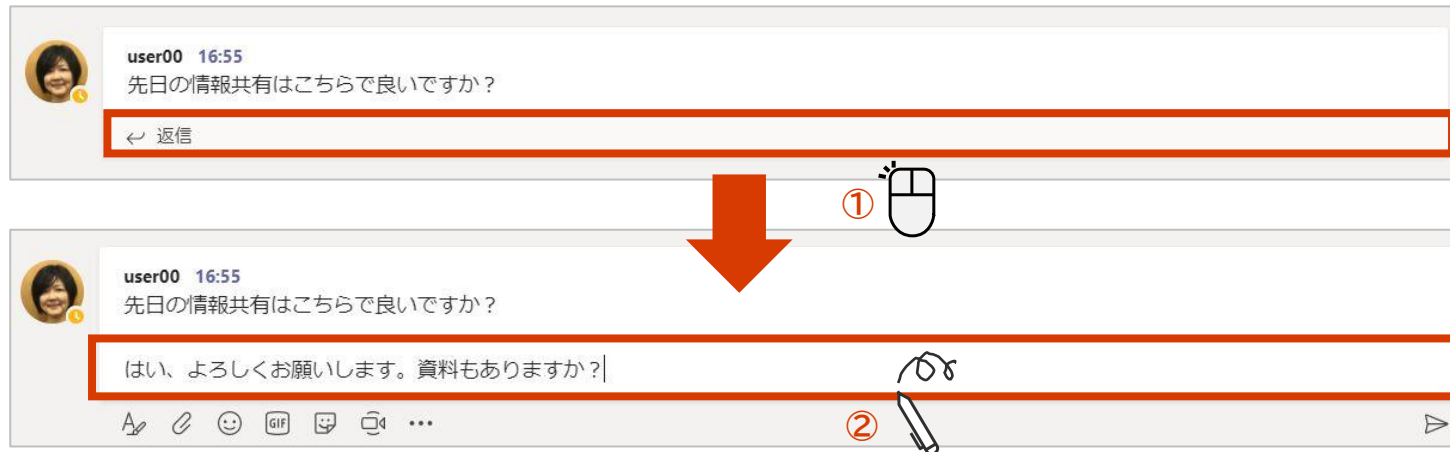 user00 16:55
先日の情報共有はこちらで良いですか？
返信
①
user00 16:55
先日の情報共有はこちらで良いですか？
はい、よろしくお願いします。資料もありますか？
GIF
②